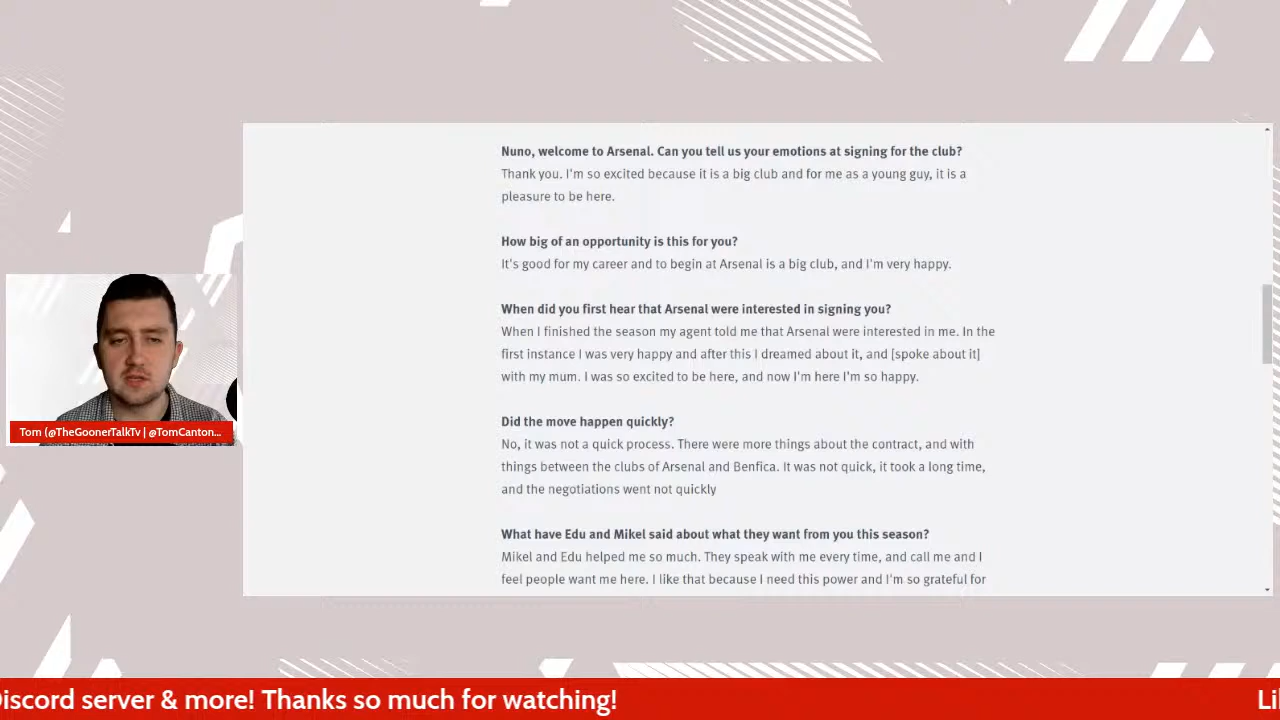 Nuno, welcome to Arsenal. Can you tell us your emotions at signing for the club?
Thank you. I'm so excited because it is a big club and for me as a young guy, it is a
pleasure to be here.
How big of an opportunity is this for you?
It's good for my career and to begin at Arsenal is a big club, and I'm very happy.
When did you first hear that Arsenal were interested in signing you?
When I finished the season my agent told me that Arsenal were interested in me. In the
first instance I was very happy and after this I dreamed about it, and [spoke about it]
with my mum. I was so excited to be here, and now I'm here I'm so happy.
Did the move happen quickly?
No, it was not a quick process. There were more things about the contract, and with
things between the clubs of Arsenal and Benfica. It was not quick, it took a long time,
and the negotiations went not quickly
What have Edu and Mikel said about what they want from you this season?
Mikel and Edu helped me so much. They speak with me every time, and call me and I
feel people want me here. I like that because I need this power and I'm so grateful for
Tom (@TheGoonerTalkTv | @TomCanton...
Discord server & more! Thanks so much for watching!
Li